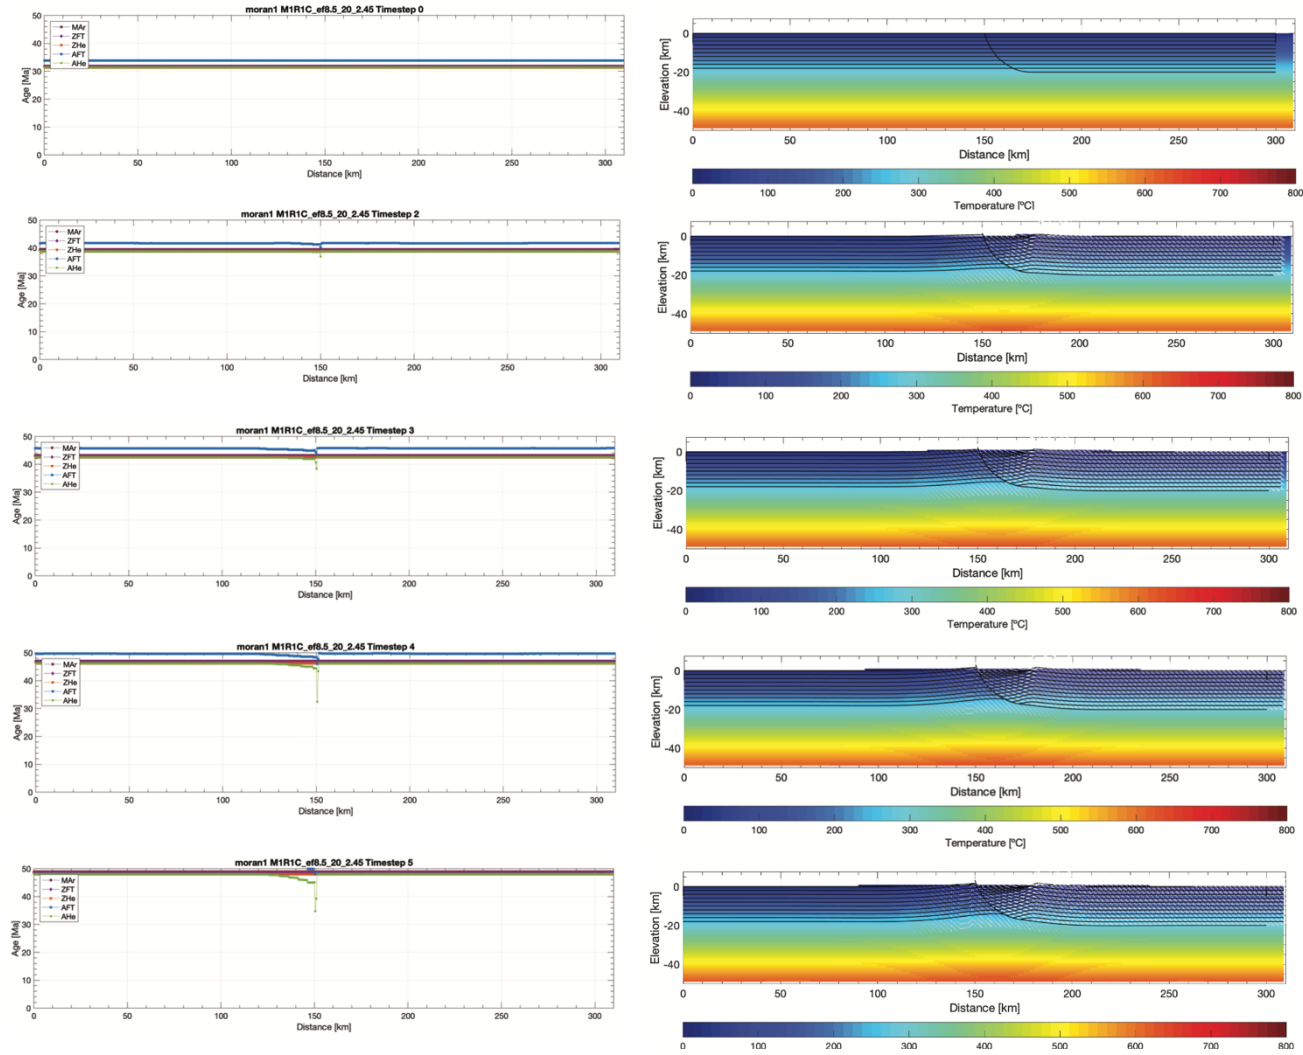 moran1 M1R1C_ef8.5_20_2.45 Timestep 0
50
40
30
20
10
0
Age [Ma]
MAr
ZFT
ZHe
AFT
AHe
0 50 100 150 200 250 300
Distance [km]
0
-20
-40
Elevation [km]
0 50 100 150 200 250 300
Distance [km]
0 100 200 300 400 500 600 700 800
Temperature [ºC]
moran1 M1R1C_ef8.5_20_2.45 Timestep 2
50
40
30
20
10
0
Age [Ma]
MAr
ZFT
ZHe
AFT
AHe
0 50 100 150 200 250 300
Distance [km]
0
-20
-40
Elevation [km]
0 50 100 150 200 250 300
Distance [km]
0 100 200 300 400 500 600 700 800
Temperature [ºC]
moran1 M1R1C_ef8.5_20_2.45 Timestep 3
50
40
30
20
10
0
Age [Ma]
MAr
ZFT
ZHe
AFT
AHe
0 50 100 150 200 250 300
Distance [km]
0
-20
-40
Elevation [km]
0 50 100 150 200 250 300
Distance [km]
0 100 200 300 400 500 600 700 800
Temperature [ºC]
moran1 M1R1C_ef8.5_20_2.45 Timestep 4
50
40
30
20
10
0
Age [Ma]
MAr
ZFT
ZHe
AFT
AHe
0 50 100 150 200 250 300
Distance [km]
0
-20
-40
Elevation [km]
0 50 100 150 200 250 300
Distance [km]
0 100 200 300 400 500 600 700 800
Temperature [ºC]
moran1 M1R1C_ef8.5_20_2.45 Timestep 5
50
40
30
20
10
0
Age [Ma]
MAr
ZFT
ZHe
AFT
AHe
0 50 100 150 200 250 300
Distance [km]
0
-20
-40
Elevation [km]
0 50 100 150 200 250 300
Distance [km]
0 100 200 300 400 500 600 700 800